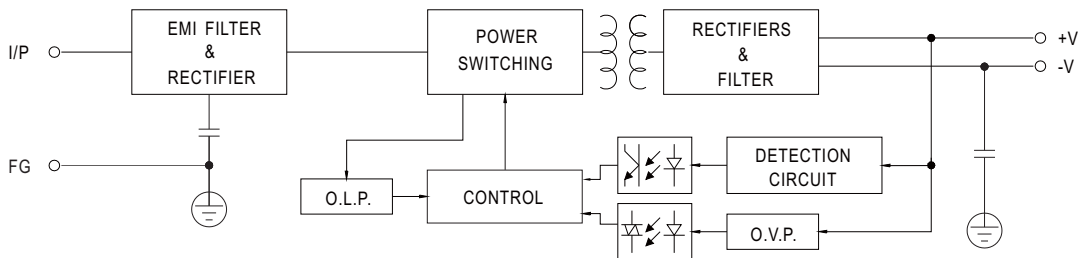 I/P
EMI FILTER
&
RECTIFIER
POWER
SWITCHING
RECTIFIERS
&
FILTER
+V
-V
FG
O.L.P.
CONTROL
DETECTION
CIRCUIT
O.V.P.